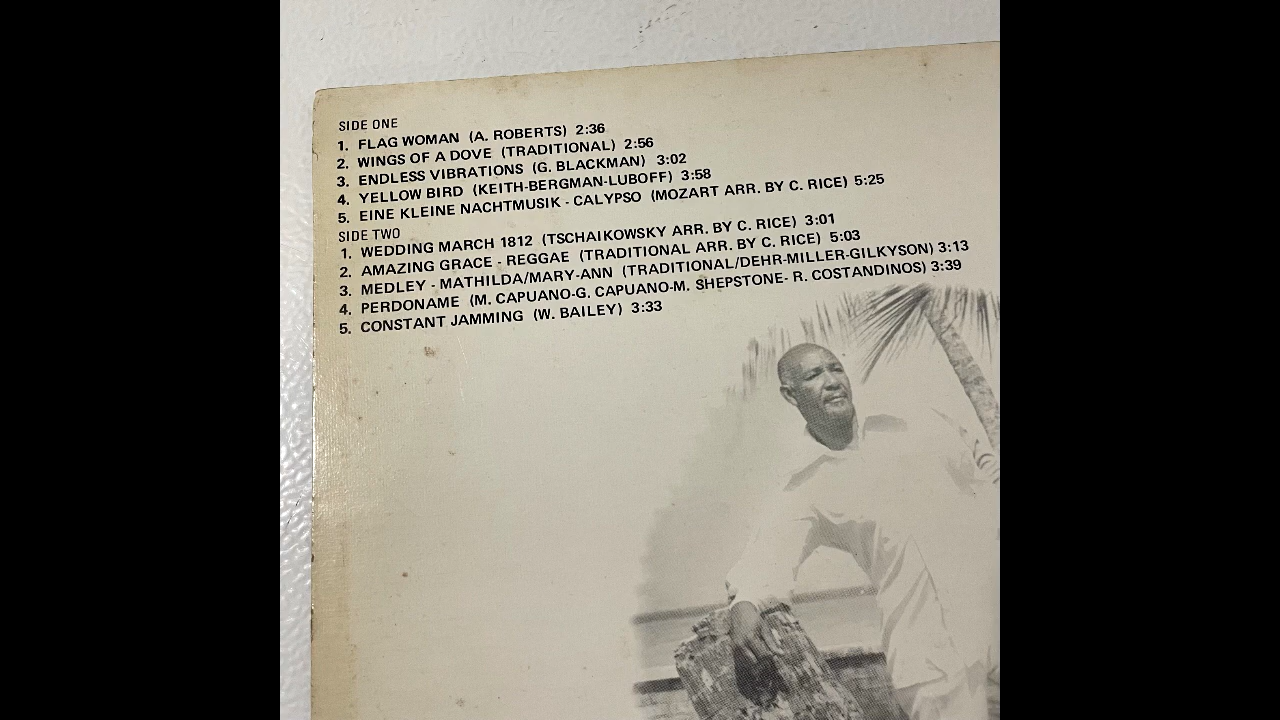 SIDE ONE
1. FLAG WOMAN (A. ROBERTS) 2:36
2. WINGS OF A DOVE (TRADITIONAL) 2:56
3. ENDLESS VIBRATIONS (G. BLACKMAN) 3:02
4. YELLOW BIRD (KEITH-BERGMAN-LUBOFF) 3:58
5. EINE KLEINE NACHTMUSIK - CALYPSO (MOZART ARR. BY C. RICE) 5:25
SIDE TWO
1. WEDDING MARCH 1812 (TSCHAIKOWSKY ARR. BY C. RICE) 3:01
2. AMAZING GRACE - REGGAE (TRADITIONAL ARR. BY C. RICE) 5:03
3. MEDLEY - MATHILDA/MARY-ANN (TRADITIONAL/DEHR-MILLER-GILKYSON) 3:13
4. PERDONAME (M. CAPUANO-G. CAPUANO-M. SHEPSTONE- R. COSTANDINOS) 3:39
5. CONSTANT JAMMING (W. BAILEY) 3:33